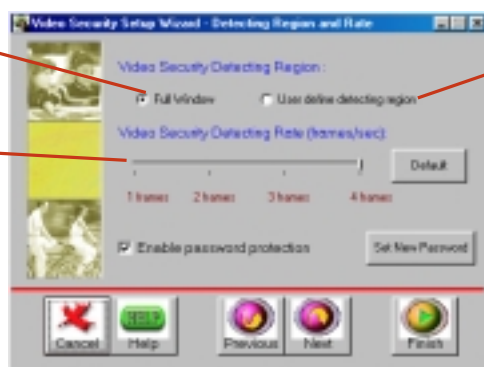 Video Security Setup Wizard - Detecting Region and Rate
Video Security Detecting Region :
Full Window
User define detecting region
Video Security Detecting Rate (frames/sec):
Default
1 frames 2 frames 3 frames 4 frames
Enable password protection
Set New Password
HELP
Cancel Help Previous Next Finish